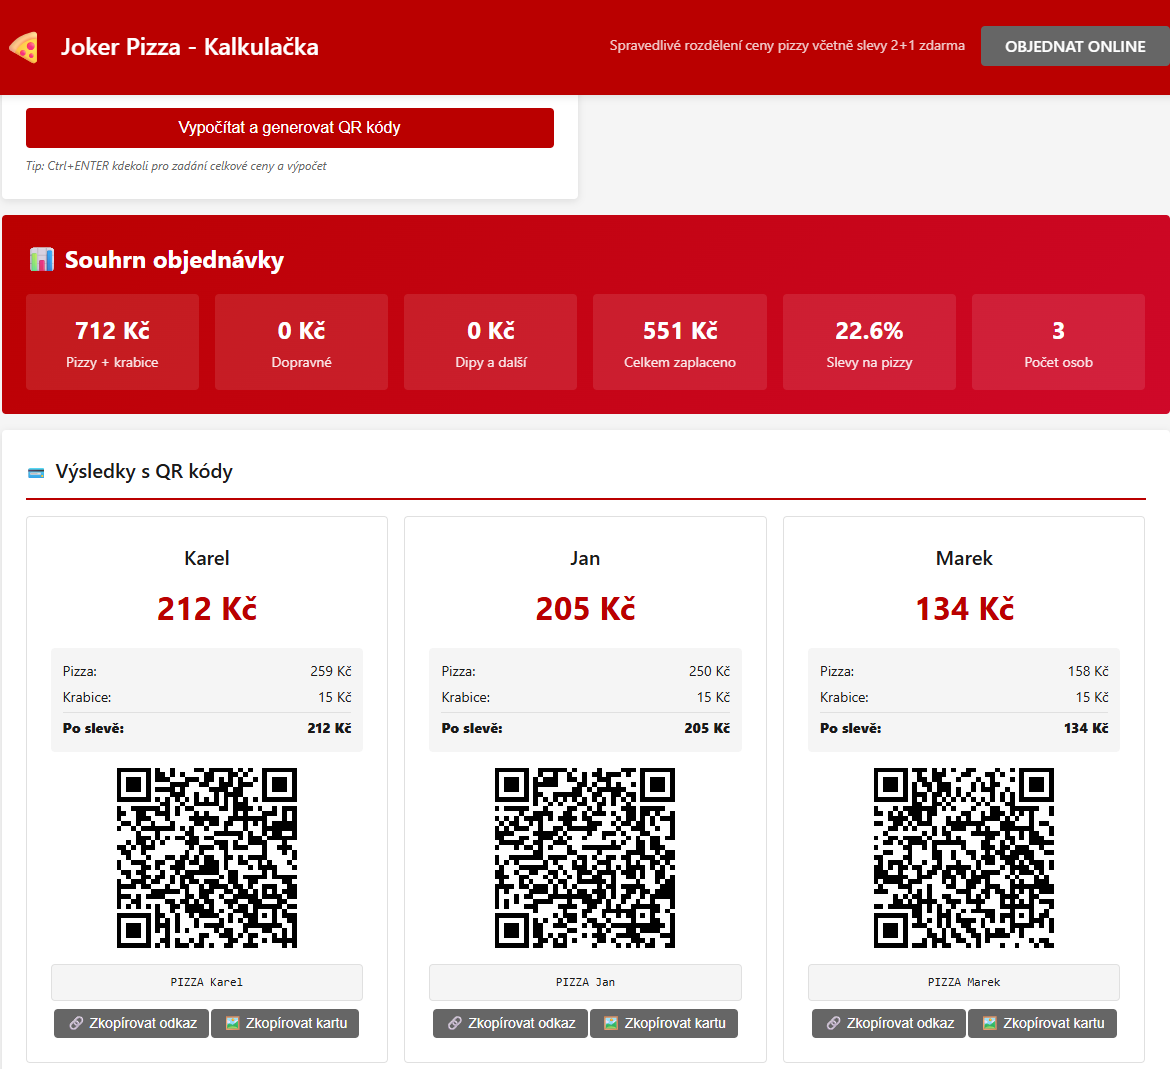 Joker Pizza - Kalkulačka
Spravedlivé rozdělení ceny pizzy včetně slevy 2+1 zdarma
OBJEDNAT ONLINE
Vypočítat a generovat QR kódy
Tip: Ctrl+ENTER kdekoli pro zadání celkové ceny a výpočet
Souhrn objednávky
712 Kč
Pizzy + krabice
0 Kč
Dopravné
0 Kč
Dipy a další
551 Kč
Celkem zaplaceno
22.6%
Slevy na pizzy
3
Počet osob
Výsledky s QR kódy
Karel
212 Kč
Pizza: 259 Kč
Krabice: 15 Kč
Po slevě: 212 Kč
PIZZA Karel
Zkopírovat odkaz
Zkopírovat kartu
Jan
205 Kč
Pizza: 250 Kč
Krabice: 15 Kč
Po slevě: 205 Kč
PIZZA Jan
Zkopírovat odkaz
Zkopírovat kartu
Marek
134 Kč
Pizza: 158 Kč
Krabice: 15 Kč
Po slevě: 134 Kč
PIZZA Marek
Zkopírovat odkaz
Zkopírovat kartu